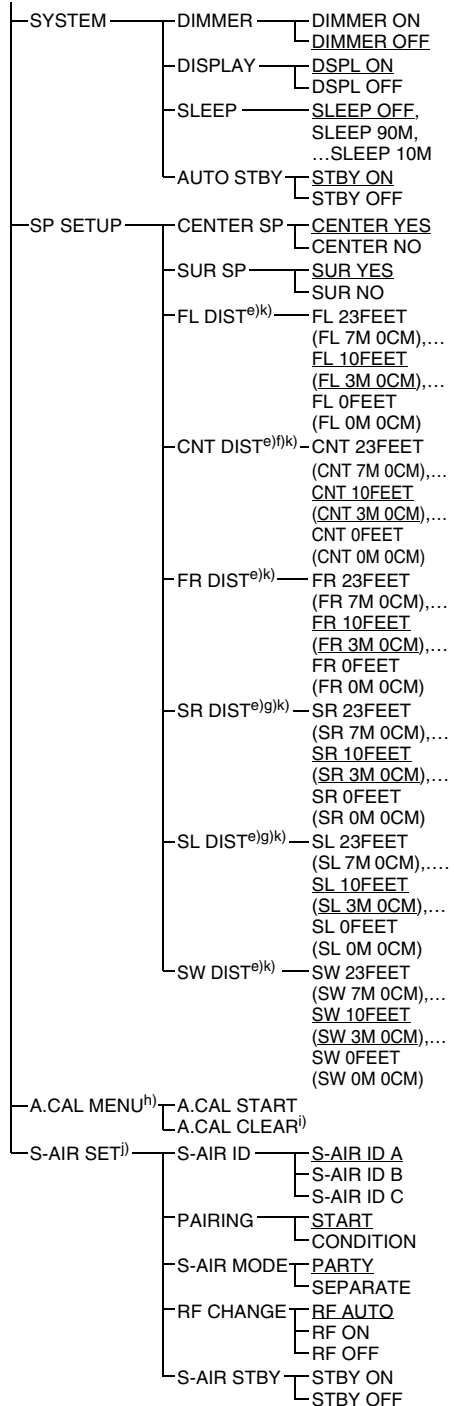 SYSTEM DIMMER DIMMER ON
DIMMER OFF
DISPLAY DSPL ON
DSPL OFF
SLEEP SLEEP OFF,
SLEEP 90M,
…SLEEP 10M
AUTO STBY STBY ON
STBY OFF
SP SETUP CENTER SP CENTER YES
CENTER NO
SUR SP SUR YES
SUR NO
FL DISTe)k) FL 23FEET
(FL 7M 0CM),…
FL 10FEET
(FL 3M 0CM),…
FL 0FEET
(FL 0M 0CM)
CNT DISTe)f)k) CNT 23FEET
(CNT 7M 0CM),…
CNT 10FEET
(CNT 3M 0CM),…
CNT 0FEET
(CNT 0M 0CM)
FR DISTe)k) FR 23FEET
(FR 7M 0CM),…
FR 10FEET
(FR 3M 0CM),…
FR 0FEET
(FR 0M 0CM)
SR DISTe)g)k) SR 23FEET
(SR 7M 0CM),…
SR 10FEET
(SR 3M 0CM),…
SR 0FEET
(SR 0M 0CM)
SL DISTe)g)k) SL 23FEET
(SL 7M 0CM),….
SL 10FEET
(SL 3M 0CM),…
SL 0FEET
(SL 0M 0CM)
SW DISTe)k) SW 23FEET
(SW 7M 0CM),…
SW 10FEET
(SW 3M 0CM),…
SW 0FEET
(SW 0M 0CM)
A.CAL MENUh) A.CAL START
A.CAL CLEARi)
S-AIR SETj) S-AIR ID S-AIR ID A
S-AIR ID B
S-AIR ID C
PAIRING START
CONDITION
S-AIR MODE PARTY
SEPARATE
RF CHANGE RF AUTO
RF ON
RF OFF
S-AIR STBY STBY ON
STBY OFF